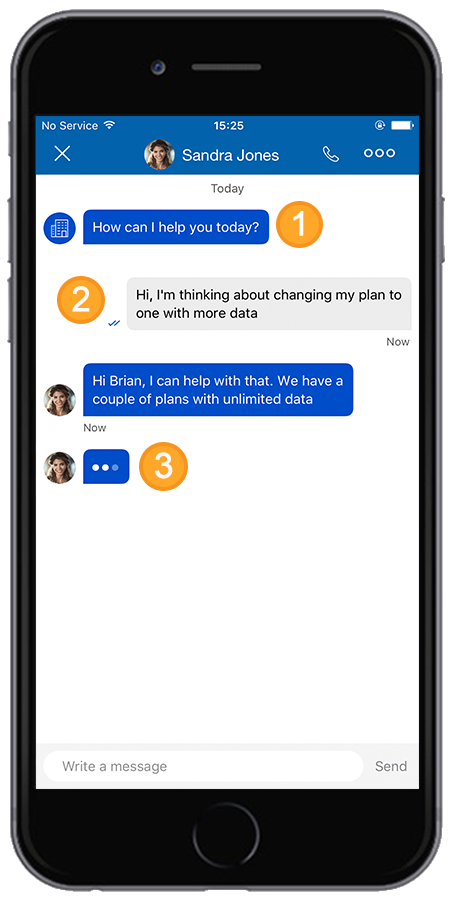 No Service 15:25
Sandra Jones
Today
How can I help you today?
1
2
Hi, I'm thinking about changing my plan to
one with more data
Now
Hi Brian, I can help with that. We have a
couple of plans with unlimited data
Now
3
Write a message Send